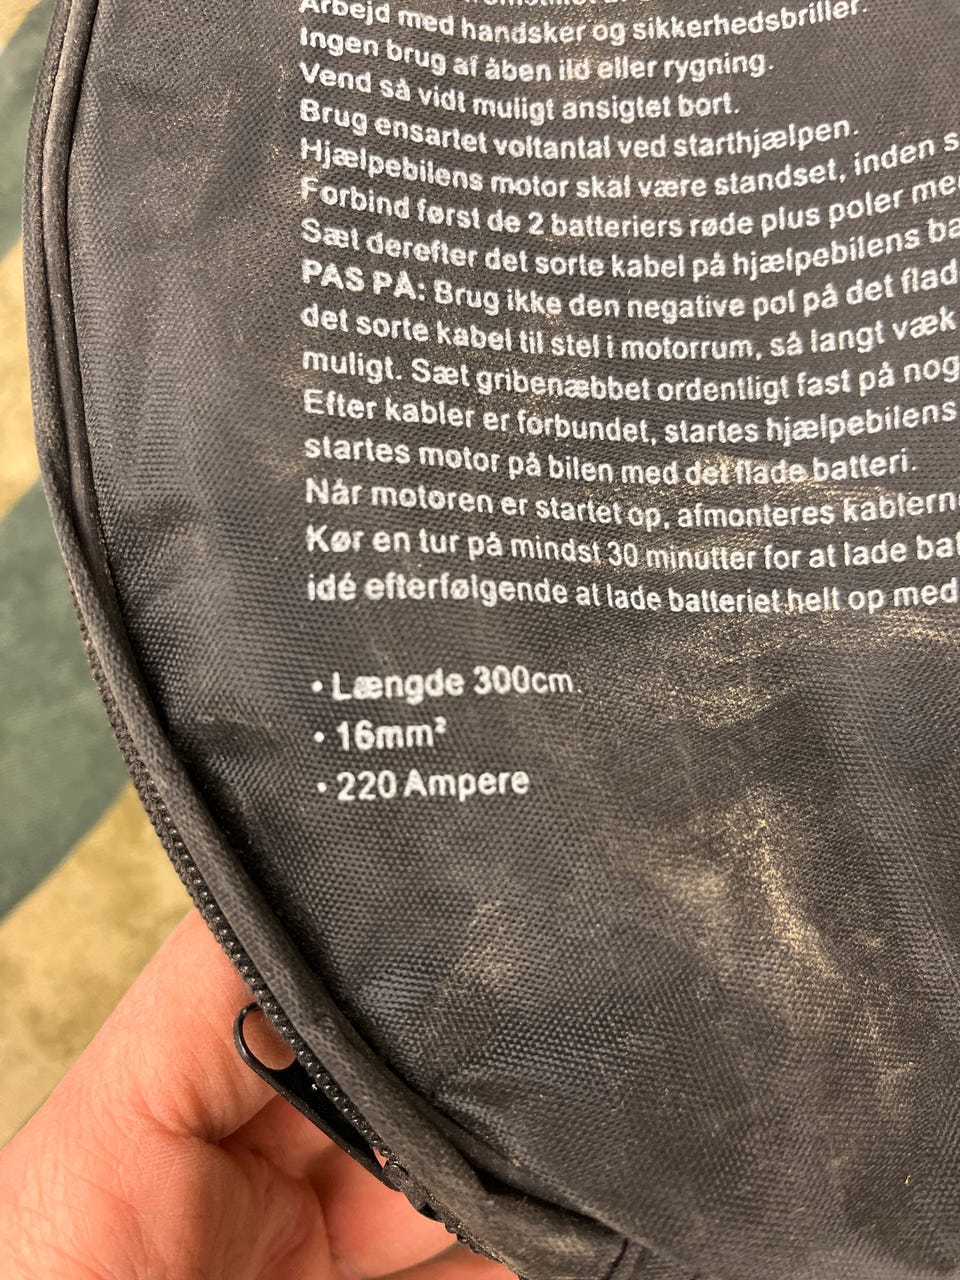 Arbejd med handsker og sikkerhedsbriller.
Ingen brug af åben ild eller rygning.
Vend så vidt muligt ansigtet bort.
Brug ensartet voltantal ved starthjælpen.
Hjælpebilens motor skal være standset, inden
Forbind først de 2 batteriers røde plus poler
Sæt derefter det sorte kabel på hjælpebilens
PAS PÅ: Brug ikke den negative pol på det
det sorte kabel til stel i motorrum, så langt væk
muligt. Sæt gribenæbbet ordentligt fast på
Efter kabler er forbundet, startes hjælpebilens
startes motor på bilen med det flade batteri.
Når motoren er startet op, afmonteres
Kør en tur på mindst 30 minutter for at lade
idé efterfølgende at lade batteriet helt op med
• Længde 300cm.
• 16mm²
• 220 Ampere